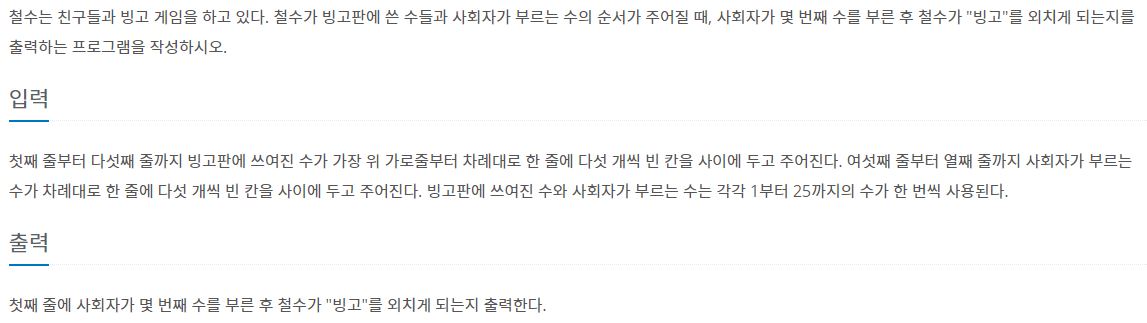 철수는 친구들과 빙고 게임을 하고 있다. 철수가 빙고판에 쓴 수들과 사회자가 부르는 수의 순서가 주어질 때, 사회자가 몇 번째 수를 부른 후 철수가 "빙고"를 외치게 되는지를
출력하는 프로그램을 작성하시오.
입력
첫째 줄부터 다섯째 줄까지 빙고판에 쓰여진 수가 가장 위 가로줄부터 차례대로 한 줄에 다섯 개씩 빈 칸을 사이에 두고 주어진다. 여섯째 줄부터 열째 줄까지 사회자가 부르는
수가 차례대로 한 줄에 다섯 개씩 빈 칸을 사이에 두고 주어진다. 빙고판에 쓰여진 수와 사회자가 부르는 수는 각각 1부터 25까지의 수가 한 번씩 사용된다.
출력
첫째 줄에 사회자가 몇 번째 수를 부른 후 철수가 "빙고"를 외치게 되는지 출력한다.